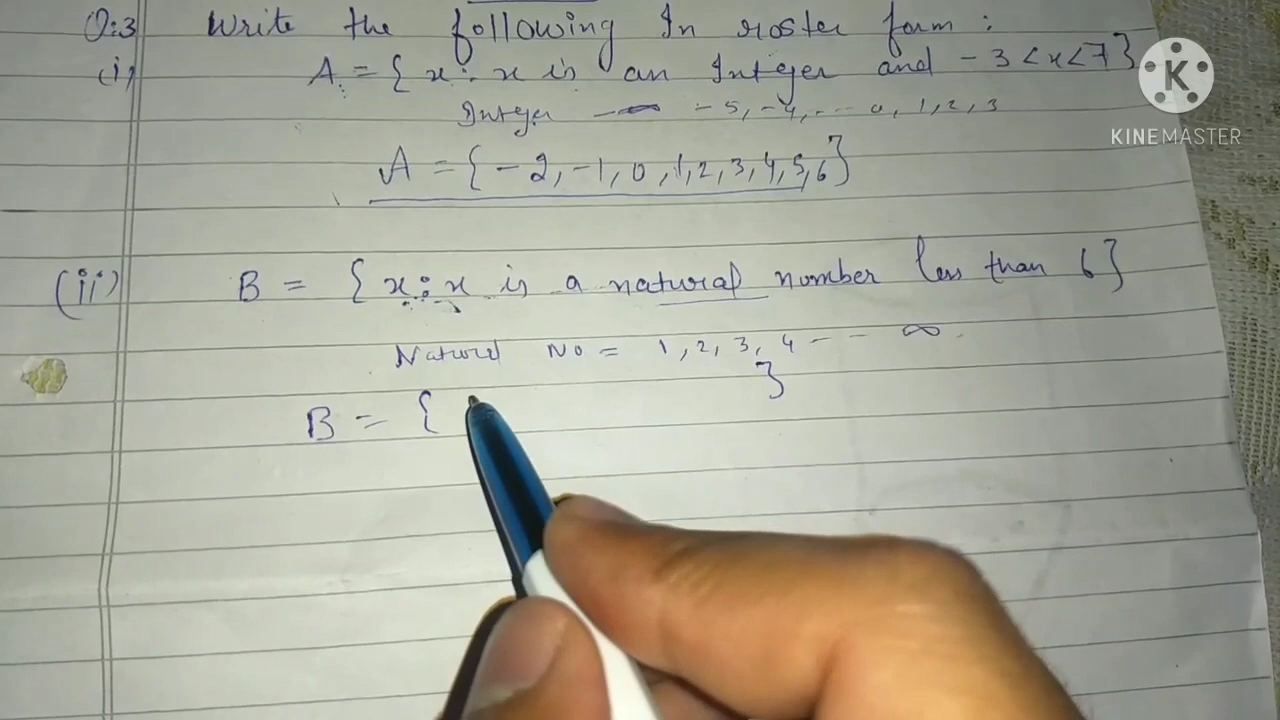 Q.3 Write the following In roster form :
(i) A = { x : x is an Integer and - 3 < x < 7 }
Integer - 5, - 4, --- 0, 1, 2, 3
A = { - 2, - 1, 0, 1, 2, 3, 4, 5, 6 }
(ii) B = { x : x is a natural number less than 6 }
Natural No = 1, 2, 3, 4 -- - ∞
B = { }
K
KINEMASTER